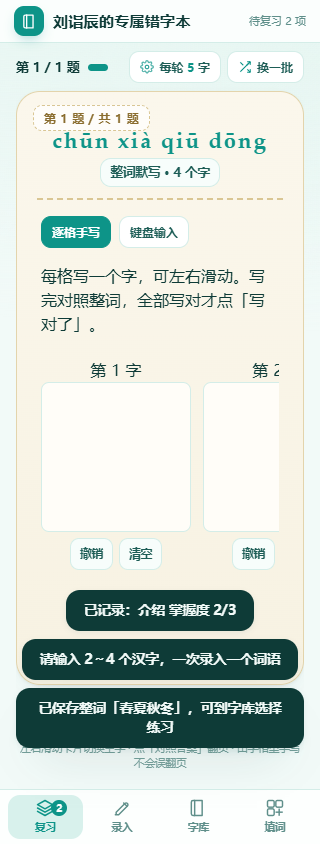 刘诣辰的专属错字本
待复习 2 项
第 1 / 1 题
每轮 5 字
换一批
第 1 题 / 共 1 题
chūn xià qiū dōng
整词默写 • 4 个字
逐格手写
键盘输入
每格写一个字，可左右滑动。写
完对照整词，全部写对才点「写
对了」。
第 1 字
第 2
撤销
清空
撤销
已记录：介绍 掌握度 2/3
请输入 2~4 个汉字，一次录入一个词语
已保存整词「春夏秋冬」，可到字库选择
练习
不会误翻页
2
复习
录入
字库
填词